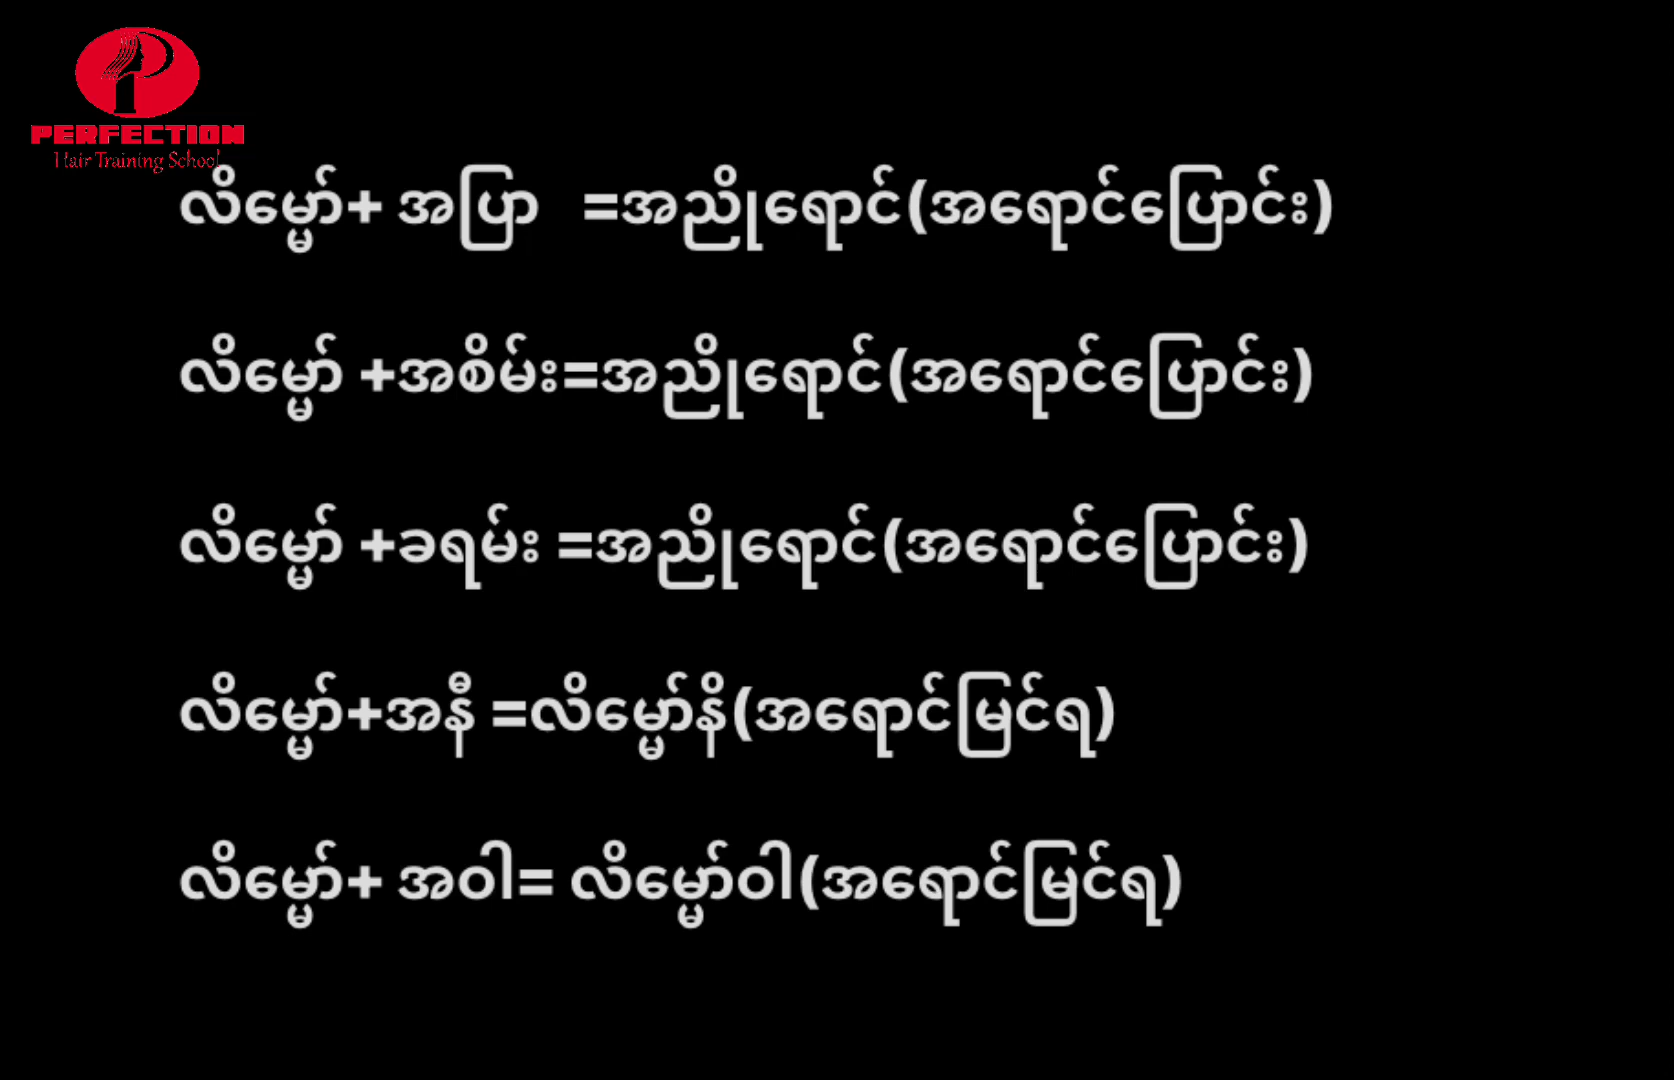 PERFECTION
Hair Training School
လိမ္မော်+ အပြာ =အညိုရောင်(အရောင်ပြောင်း)
လိမ္မော် +အစိမ်း=အညိုရောင်(အရောင်ပြောင်း)
လိမ္မော် +ခရမ်း =အညိုရောင်(အရောင်ပြောင်း)
လိမ္မော်+အနီ =လိမ္မော်နိ(အရောင်မြင်ရ)
လိမ္မော်+ အဝါ= လိမ္မော်ဝါ(အရောင်မြင်ရ)